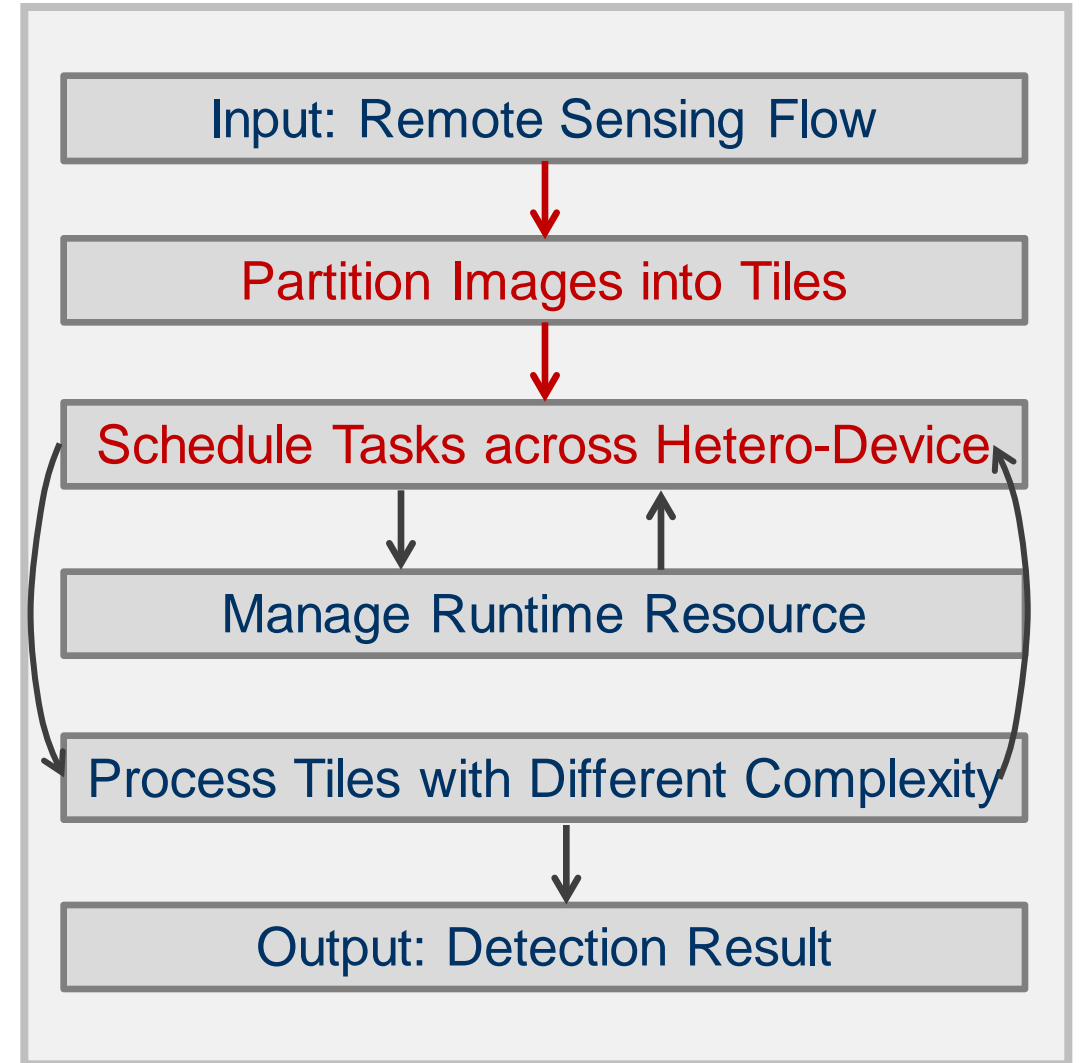 Input: Remote Sensing Flow
Partition Images into Tiles
Schedule Tasks across Hetero-Device
Manage Runtime Resource
Process Tiles with Different Complexity
Output: Detection Result